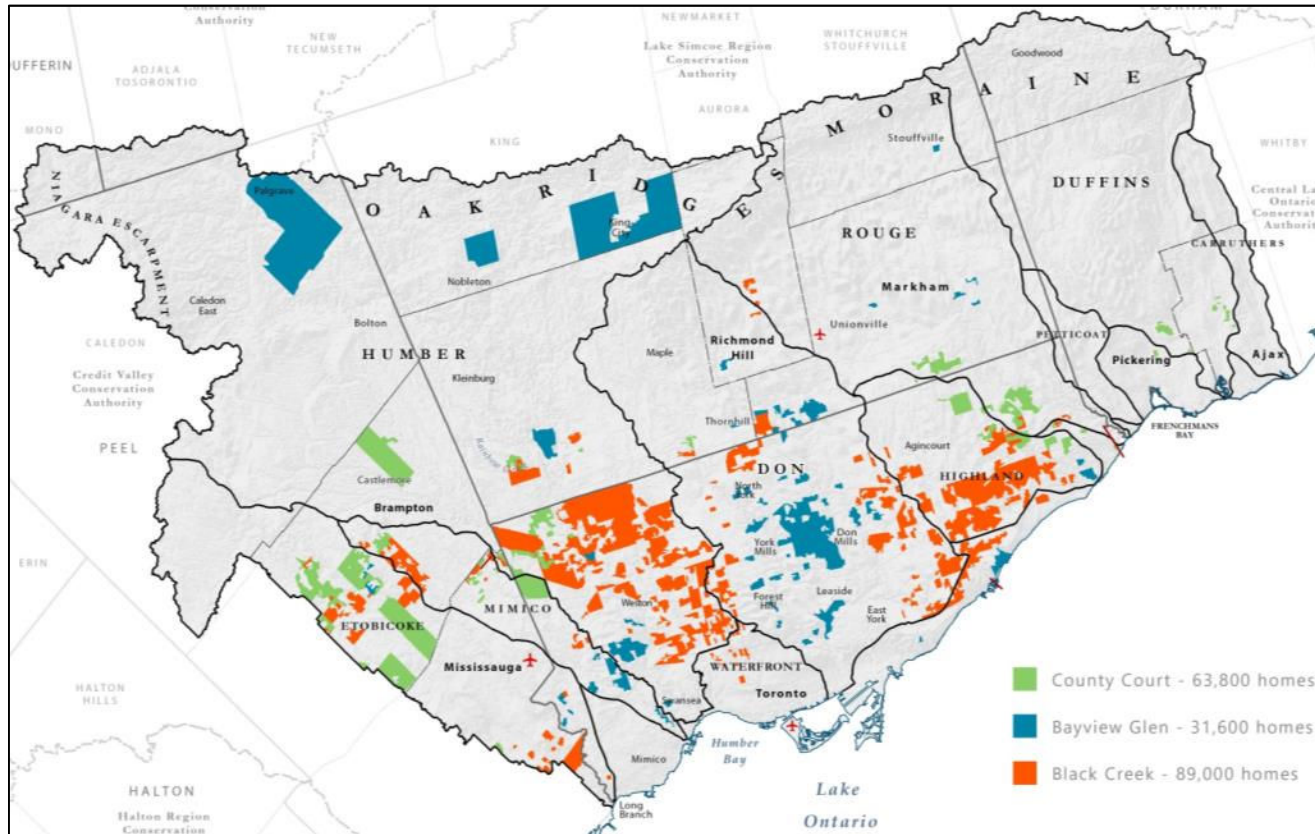 Conservation
Authority
NEW
TECUMSETH
NEWMARKET
Lake Simcoe Region
Conservation
Authority
WHITCHURCH
STOUFFVILLE
DUFFERIN
ADJALA
TOSORONTIO
MONO
KING
AURORA
Goodwood
Stouffville
WHITBY
OAK RIDGES MORAINE
NIAGARA ESCARPMENT
Palgrave
King
City
Nobleton
DUFFINS
ROUGE
CARRUTHERS
Caledon
East
Bolton
HUMBER
Kleinburg
Maple
Richmond
Hill
Markham
Unionville
PETTICOAT
Pickering
Ajax
FRENCHMANS
BAY
CALEDON
Credit Valley
Conservation
Authority
PEEL
ERIN
Castlemore
Brampton
Thornhill
Agincourt
HIGHLAND
DON
North
York
York
Mills
Don
Mills
Forest
Hill
Leaside
East
York
Weston
MIMICO
ETOBICOKE
Mississauga
WATERFRONT
Toronto
Swansea
Mimico
Long
Branch
Humber
Bay
Lake
Ontario
HALTON
HILLS
HALTON
Halton Region
Conservation
County Court - 63,800 homes
Bayview Glen - 31,600 homes
Black Creek - 89,000 homes